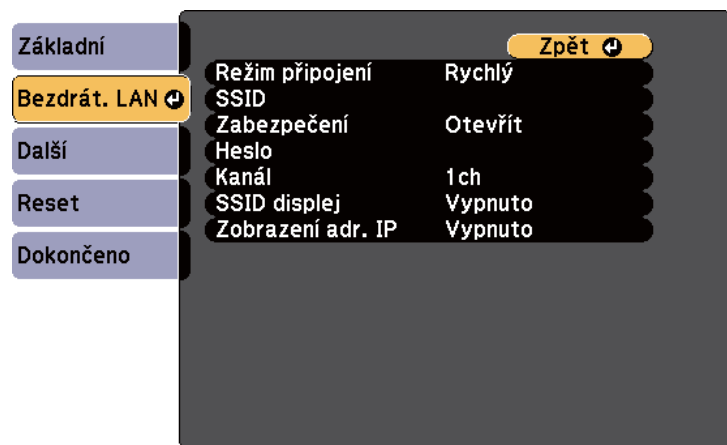 Základní
Bezdrát. LAN
Další
Reset
Dokončeno
Zpět
Režim připojení Rychlý
SSID
Zabezpečení Otevřít
Heslo
Kanál 1ch
SSID displej Vypnuto
Zobrazení adr. IP Vypnuto